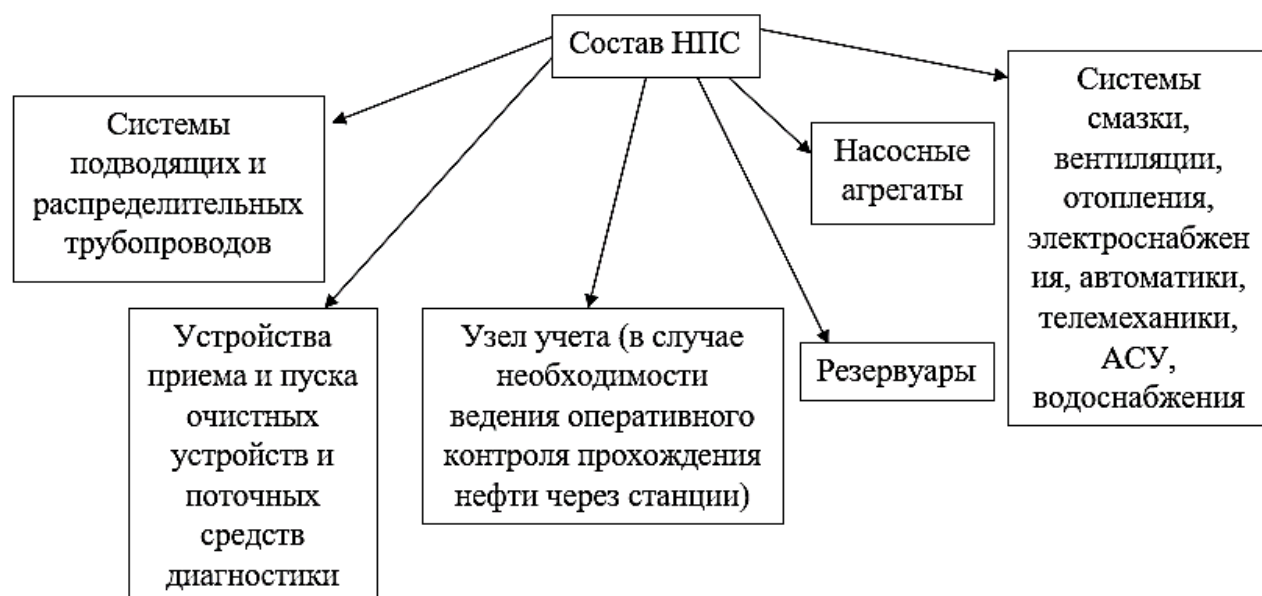 Состав НПС
Системы
подводящих и
распределительных
трубопроводов
Устройства
приема и пуска
очистных
устройств и
поточных
средств
диагностики
Узел учета (в случае
необходимости
ведения оперативного
контроля прохождения
нефти через станции)
Резервуары
Насосные
агрегаты
Системы
смазки,
вентиляции,
отопления,
электроснабжен
ия, автоматики,
телемеханики,
АСУ,
водоснабжения